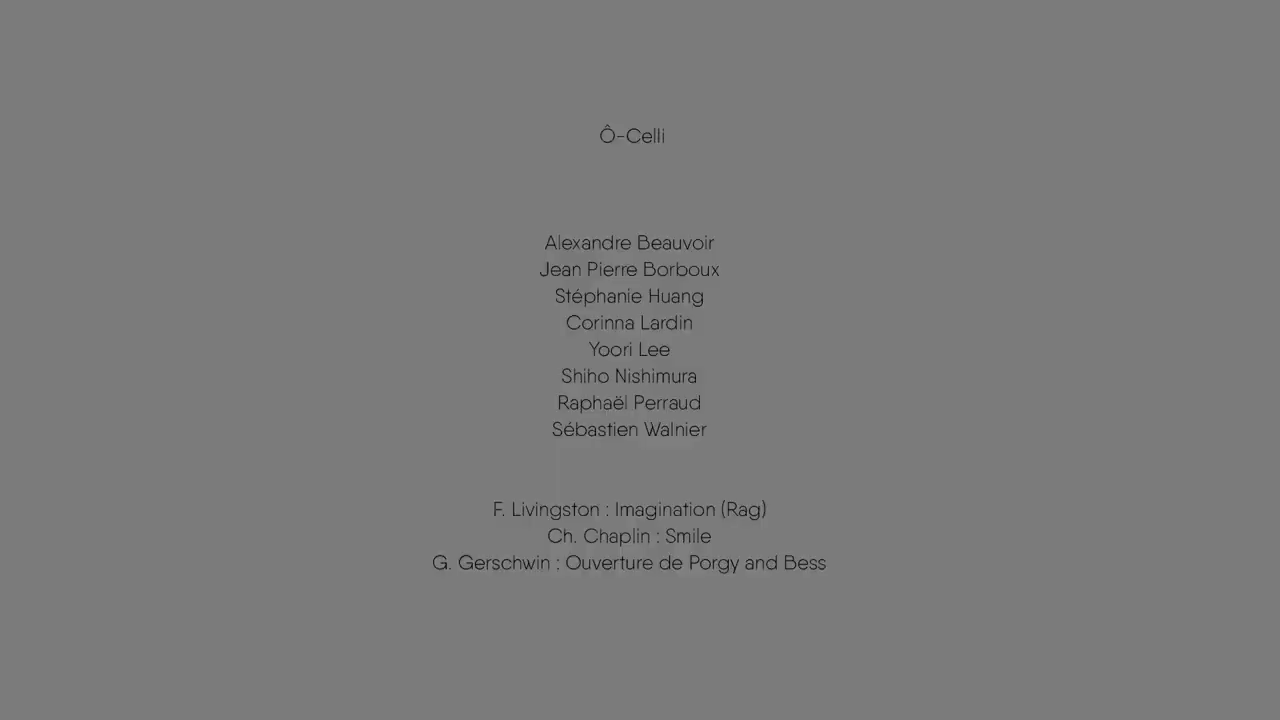 Ô-Celli
Alexandre Beauvoir
Jean Pierre Borboux
Stéphanie Huang
Corinna Lardin
Yoori Lee
Shiho Nishimura
Raphaël Perraud
Sébastien Walnier
F. Livingston : Imagination (Rag)
Ch. Chaplin : Smile
G. Gerschwin : Ouverture de Porgy and Bess